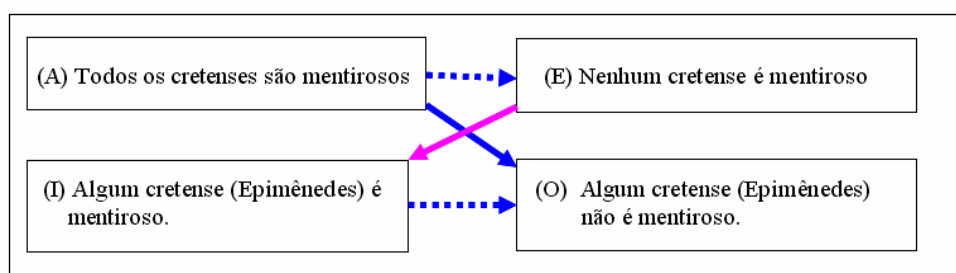 (A) Todos os cretenses são mentirosos
(E) Nenhum cretense é mentiroso
(I) Algum cretense (Epimênedes) é
mentiroso.
(O) Algum cretense (Epimênedes)
não é mentiroso.